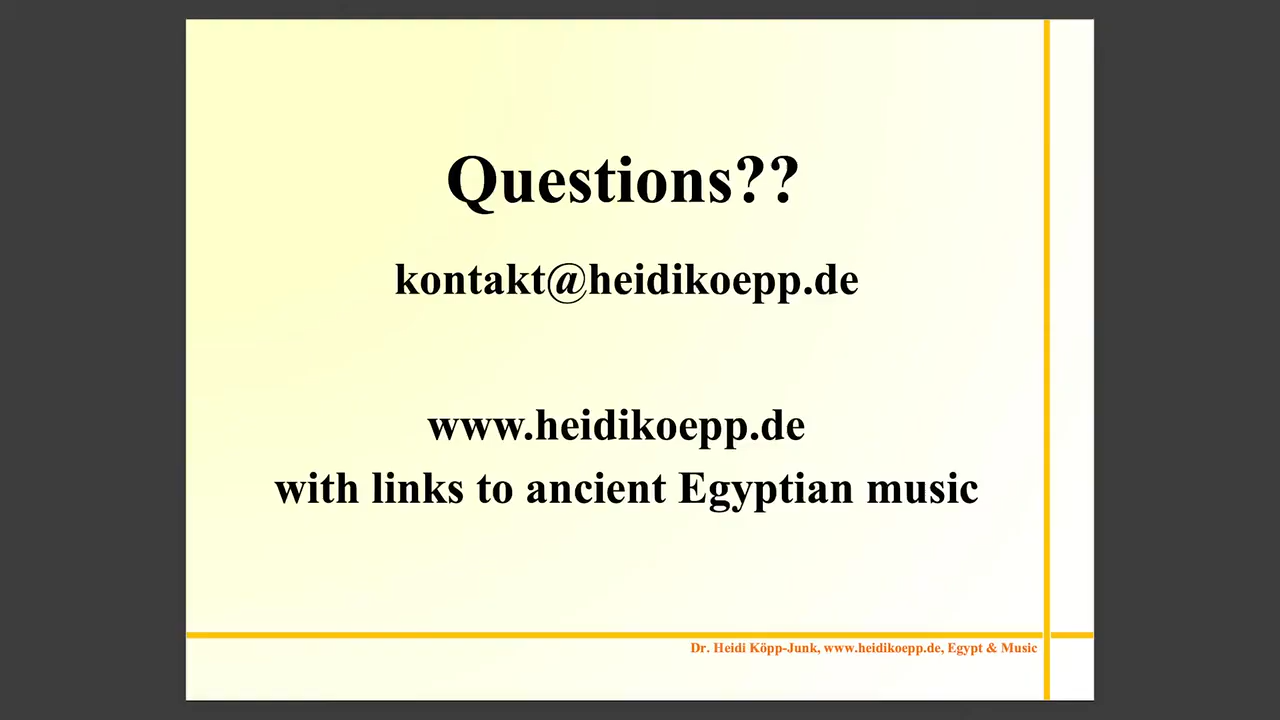 Questions??
kontakt@heidikoepp.de
www.heidikoepp.de
with links to ancient Egyptian music
Dr. Heidi Köpp-Junk, www.heidikoepp.de, Egypt & Music